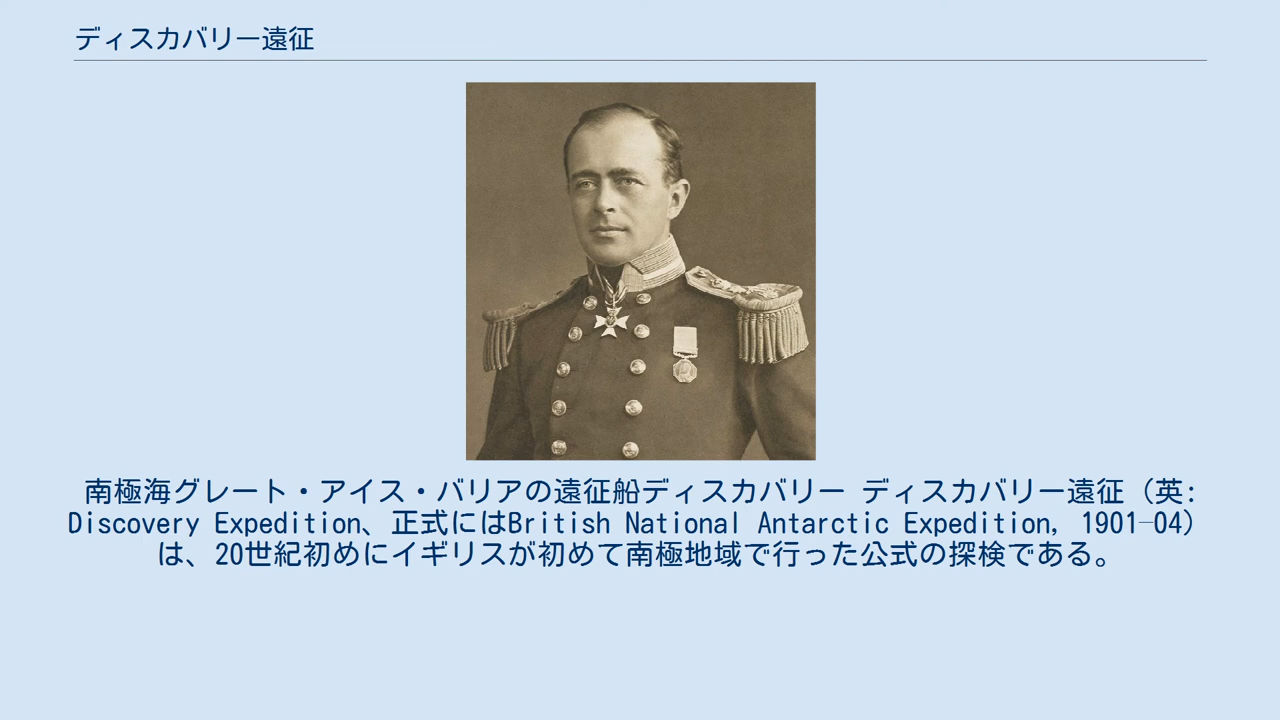 ディスカバリー遠征
南極海グレート・アイス・バリアの遠征船ディスカバリー ディスカバリー遠征（英:
Discovery Expedition、正式にはBritish National Antarctic Expedition, 1901–04）
は、20世紀初めにイギリスが初めて南極地域で行った公式の探検である。